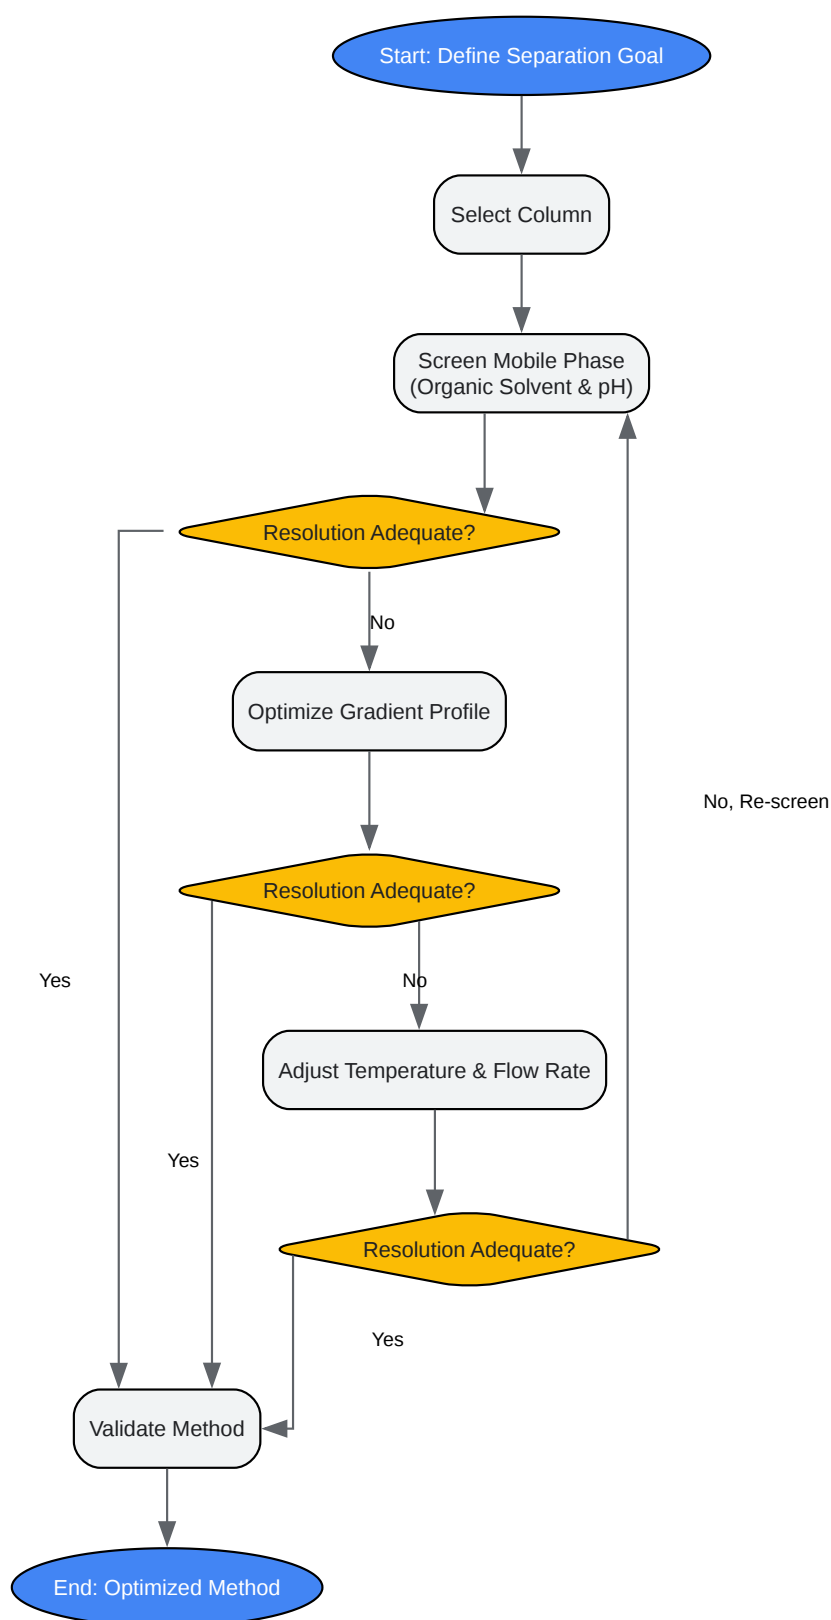 Start: Define Separation Goal
Select Column
Screen Mobile Phase
(Organic Solvent & pH)
Resolution Adequate?
No
Optimize Gradient Profile
No, Re-screen
Resolution Adequate?
Yes
No
Adjust Temperature & Flow Rate
Yes
Resolution Adequate?
Yes
Validate Method
End: Optimized Method